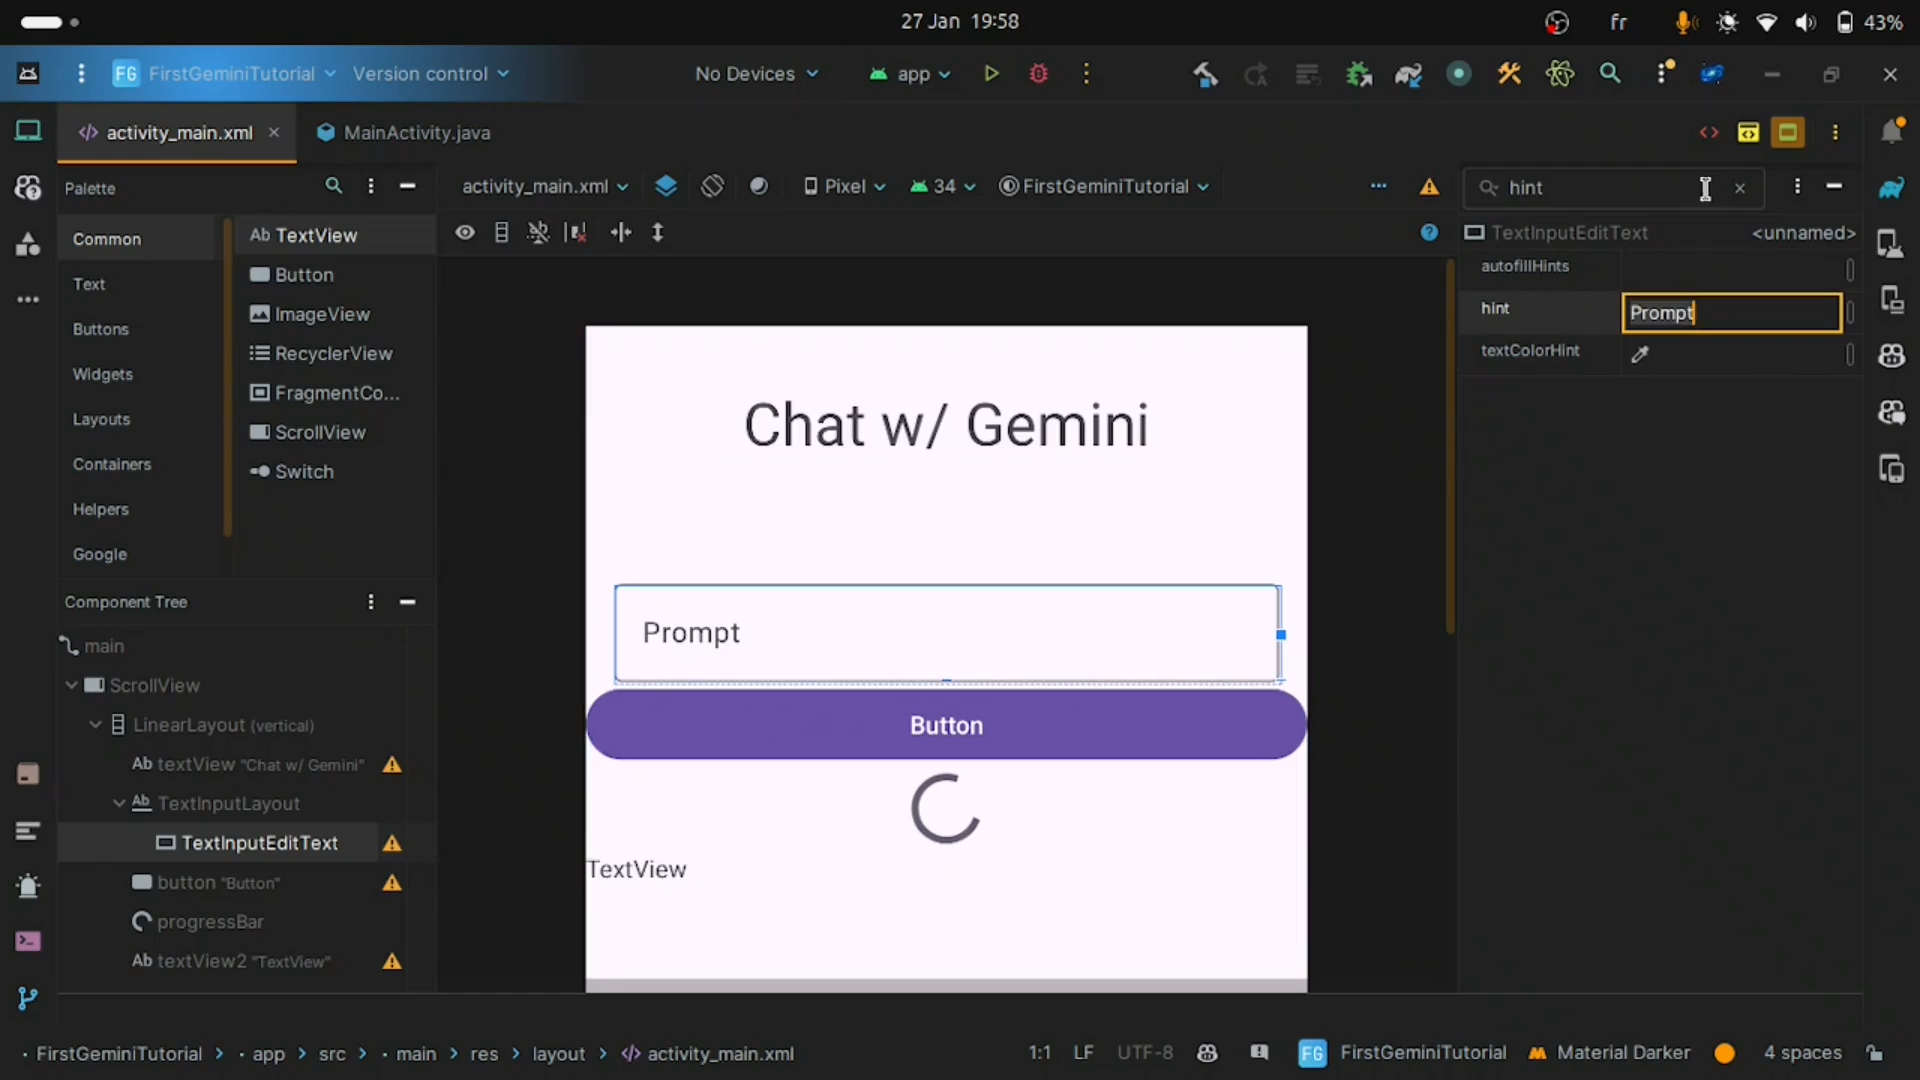 27 Jan 19:58
fr
43%
FG FirstGeminiTutorial
Version control
No Devices
app
activity_main.xml
MainActivity.java
Palette
activity_main.xml
Pixel
34
FirstGeminiTutorial
hint
Common
Text
Buttons
Widgets
Layouts
Containers
Helpers
Google
Ab TextView
Button
ImageView
RecyclerView
FragmentCo...
ScrollView
Switch
TextInputEditText
<unnamed>
autofillHints
hint
Prompt
textColorHint
Chat w/ Gemini
Prompt
Button
TextView
Component Tree
main
ScrollView
LinearLayout (vertical)
Ab textView "Chat w/ Gemini"
Ab TextInputLayout
TextInputEditText
button "Button"
progressBar
Ab textView2 "TextView"
FirstGeminiTutorial > app > src > main > res > layout > activity_main.xml
1:1
LF
UTF-8
FG FirstGeminiTutorial
Material Darker
4 spaces